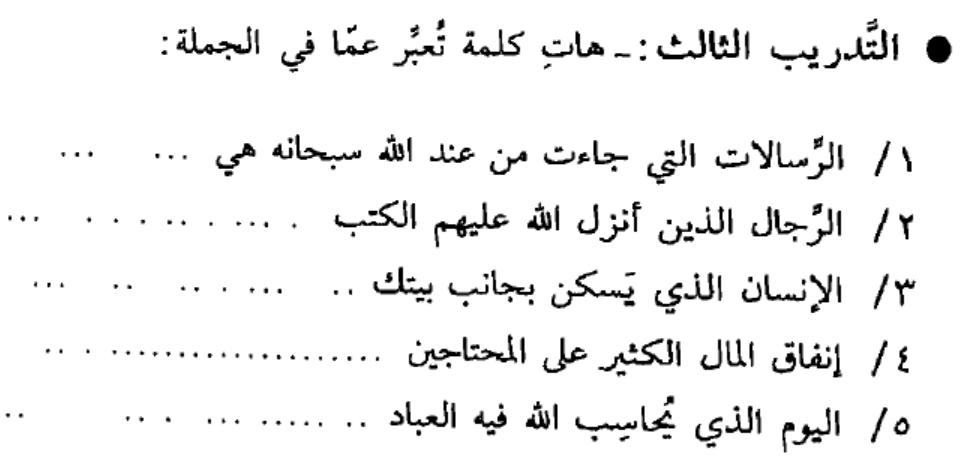 ● التَّدريب الثالث : ـ هاتِ كلمة تُعبِّر عمّا في الجملة :
١/ الرِّسالات التي جاءت من عند الله سبحانه هي ... ...
٢/ الرِّجال الذين أنزل الله عليهم الكتب . ... .. . . . . . ...
٣/ الإنسان الذي يَسكن بجانب بيتك .. .. ... . .. .. ...
٤/ إنفاق المال الكثير على المحتاجين ..................... . ..
٥/ اليوم الذي يُحاسِب الله فيه العباد .. ...... ... . .. . ..